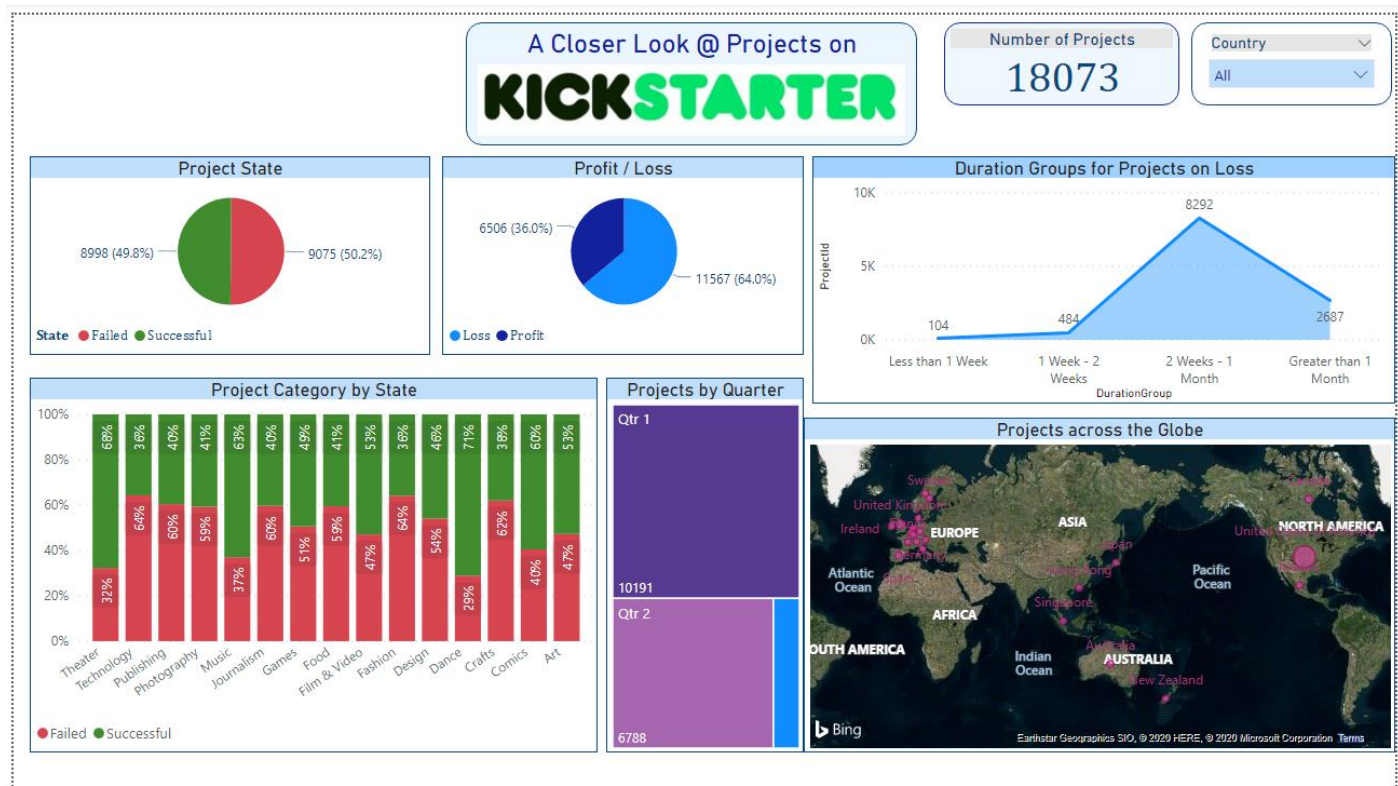 A Closer Look @ Projects on
KICKSTARTER
Number of Projects
18073
Country
All
Project State
8998 (49.8%)
9075 (50.2%)
State Failed Successful
Profit / Loss
6506 (36.0%)
11567 (64.0%)
Loss Profit
Duration Groups for Projects on Loss
10K
5K
0K
ProjectId
104
484
8292
2687
Less than 1 Week
1 Week - 2
Weeks
2 Weeks - 1
Month
Greater than 1
Month
DurationGroup
Project Category by State
100%
80%
60%
40%
20%
0%
68% 36% 40% 41% 63% 40% 49% 41% 53% 36% 46% 71% 38% 60% 53%
32% 64% 60% 59% 37% 60% 51% 59% 47% 64% 54% 29% 62% 40% 47%
Theater
Technology
Publishing
Photography
Music
Journalism
Games
Food
Film & Video
Fashion
Design
Dance
Crafts
Comics
Art
Failed Successful
Projects by Quarter
Qtr 1
10191
Qtr 2
6788
Projects across the Globe
United Kingdom
Ireland
EUROPE
Germany
ASIA
Japan
NORTH AMERICA
Atlantic
Ocean
Pacific
Ocean
Singapore
AFRICA
OUTH AMERICA
Indian
Ocean
Australia
AUSTRALIA
New Zealand
Bing
Earthstar Geographics SIO, © 2020 HERE, © 2020 Microsoft Corporation Terms